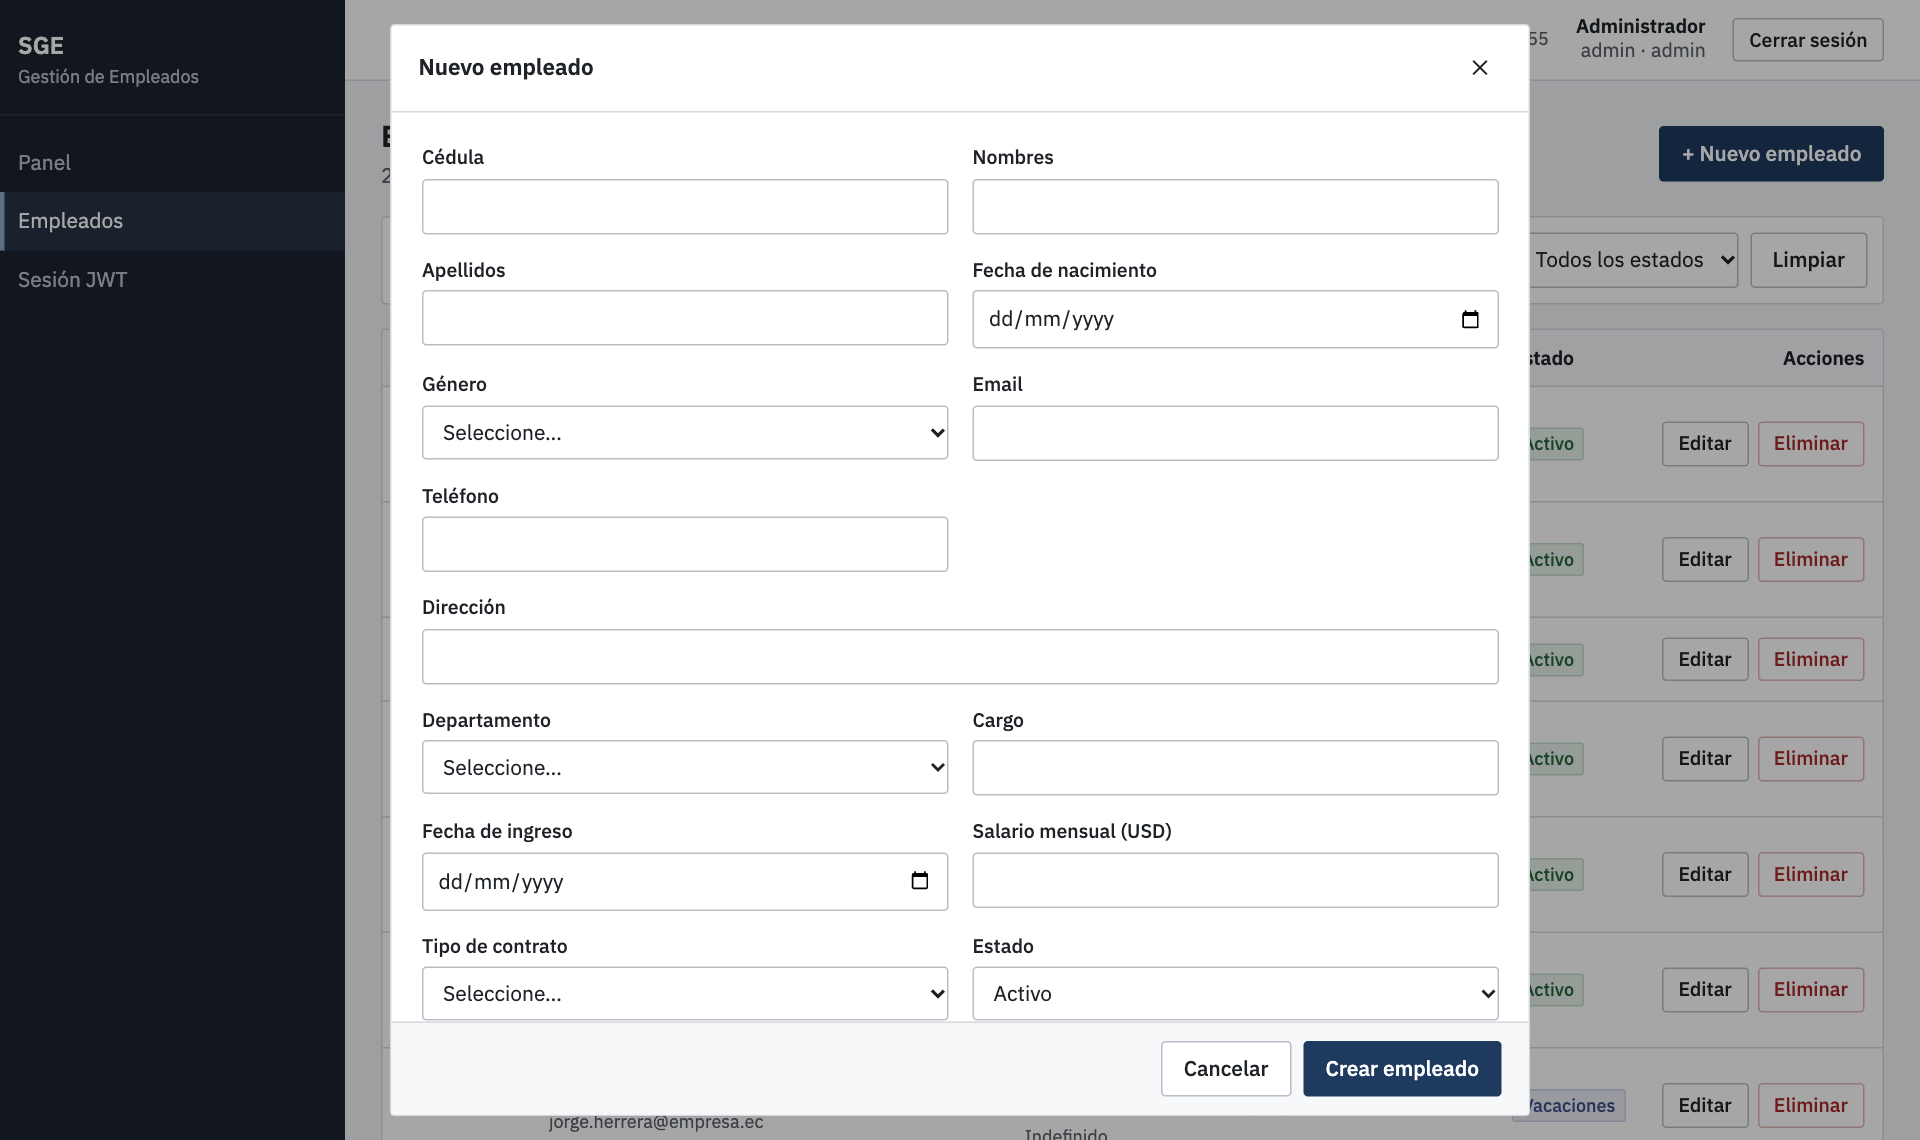 SGE
Gestión de Empleados
Panel
Empleados
Sesión JWT
55
Administrador
admin · admin
Cerrar sesión
+ Nuevo empleado
Todos los estados
Limpiar
Acciones
Nuevo empleado
Cédula
Nombres
Apellidos
Fecha de nacimiento
dd/mm/yyyy
Género
Email
Seleccione...
Teléfono
Dirección
Departamento
Cargo
Seleccione...
Fecha de ingreso
Salario mensual (USD)
dd/mm/yyyy
Tipo de contrato
Estado
Seleccione...
Activo
Cancelar
Crear empleado
Editar
Eliminar
Editar
Eliminar
Editar
Eliminar
Editar
Eliminar
Editar
Eliminar
Editar
Eliminar
Vacaciones
Editar
Eliminar
jorge.herrera@empresa.ec
Indefinido